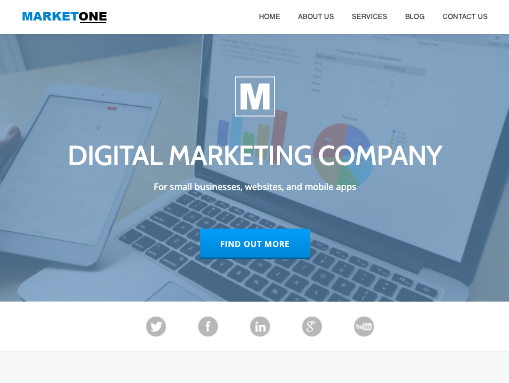 MARKETONE
HOME ABOUT US SERVICES BLOG CONTACT US
M
DIGITAL MARKETING COMPANY
For small businesses, websites, and mobile apps
FIND OUT MORE